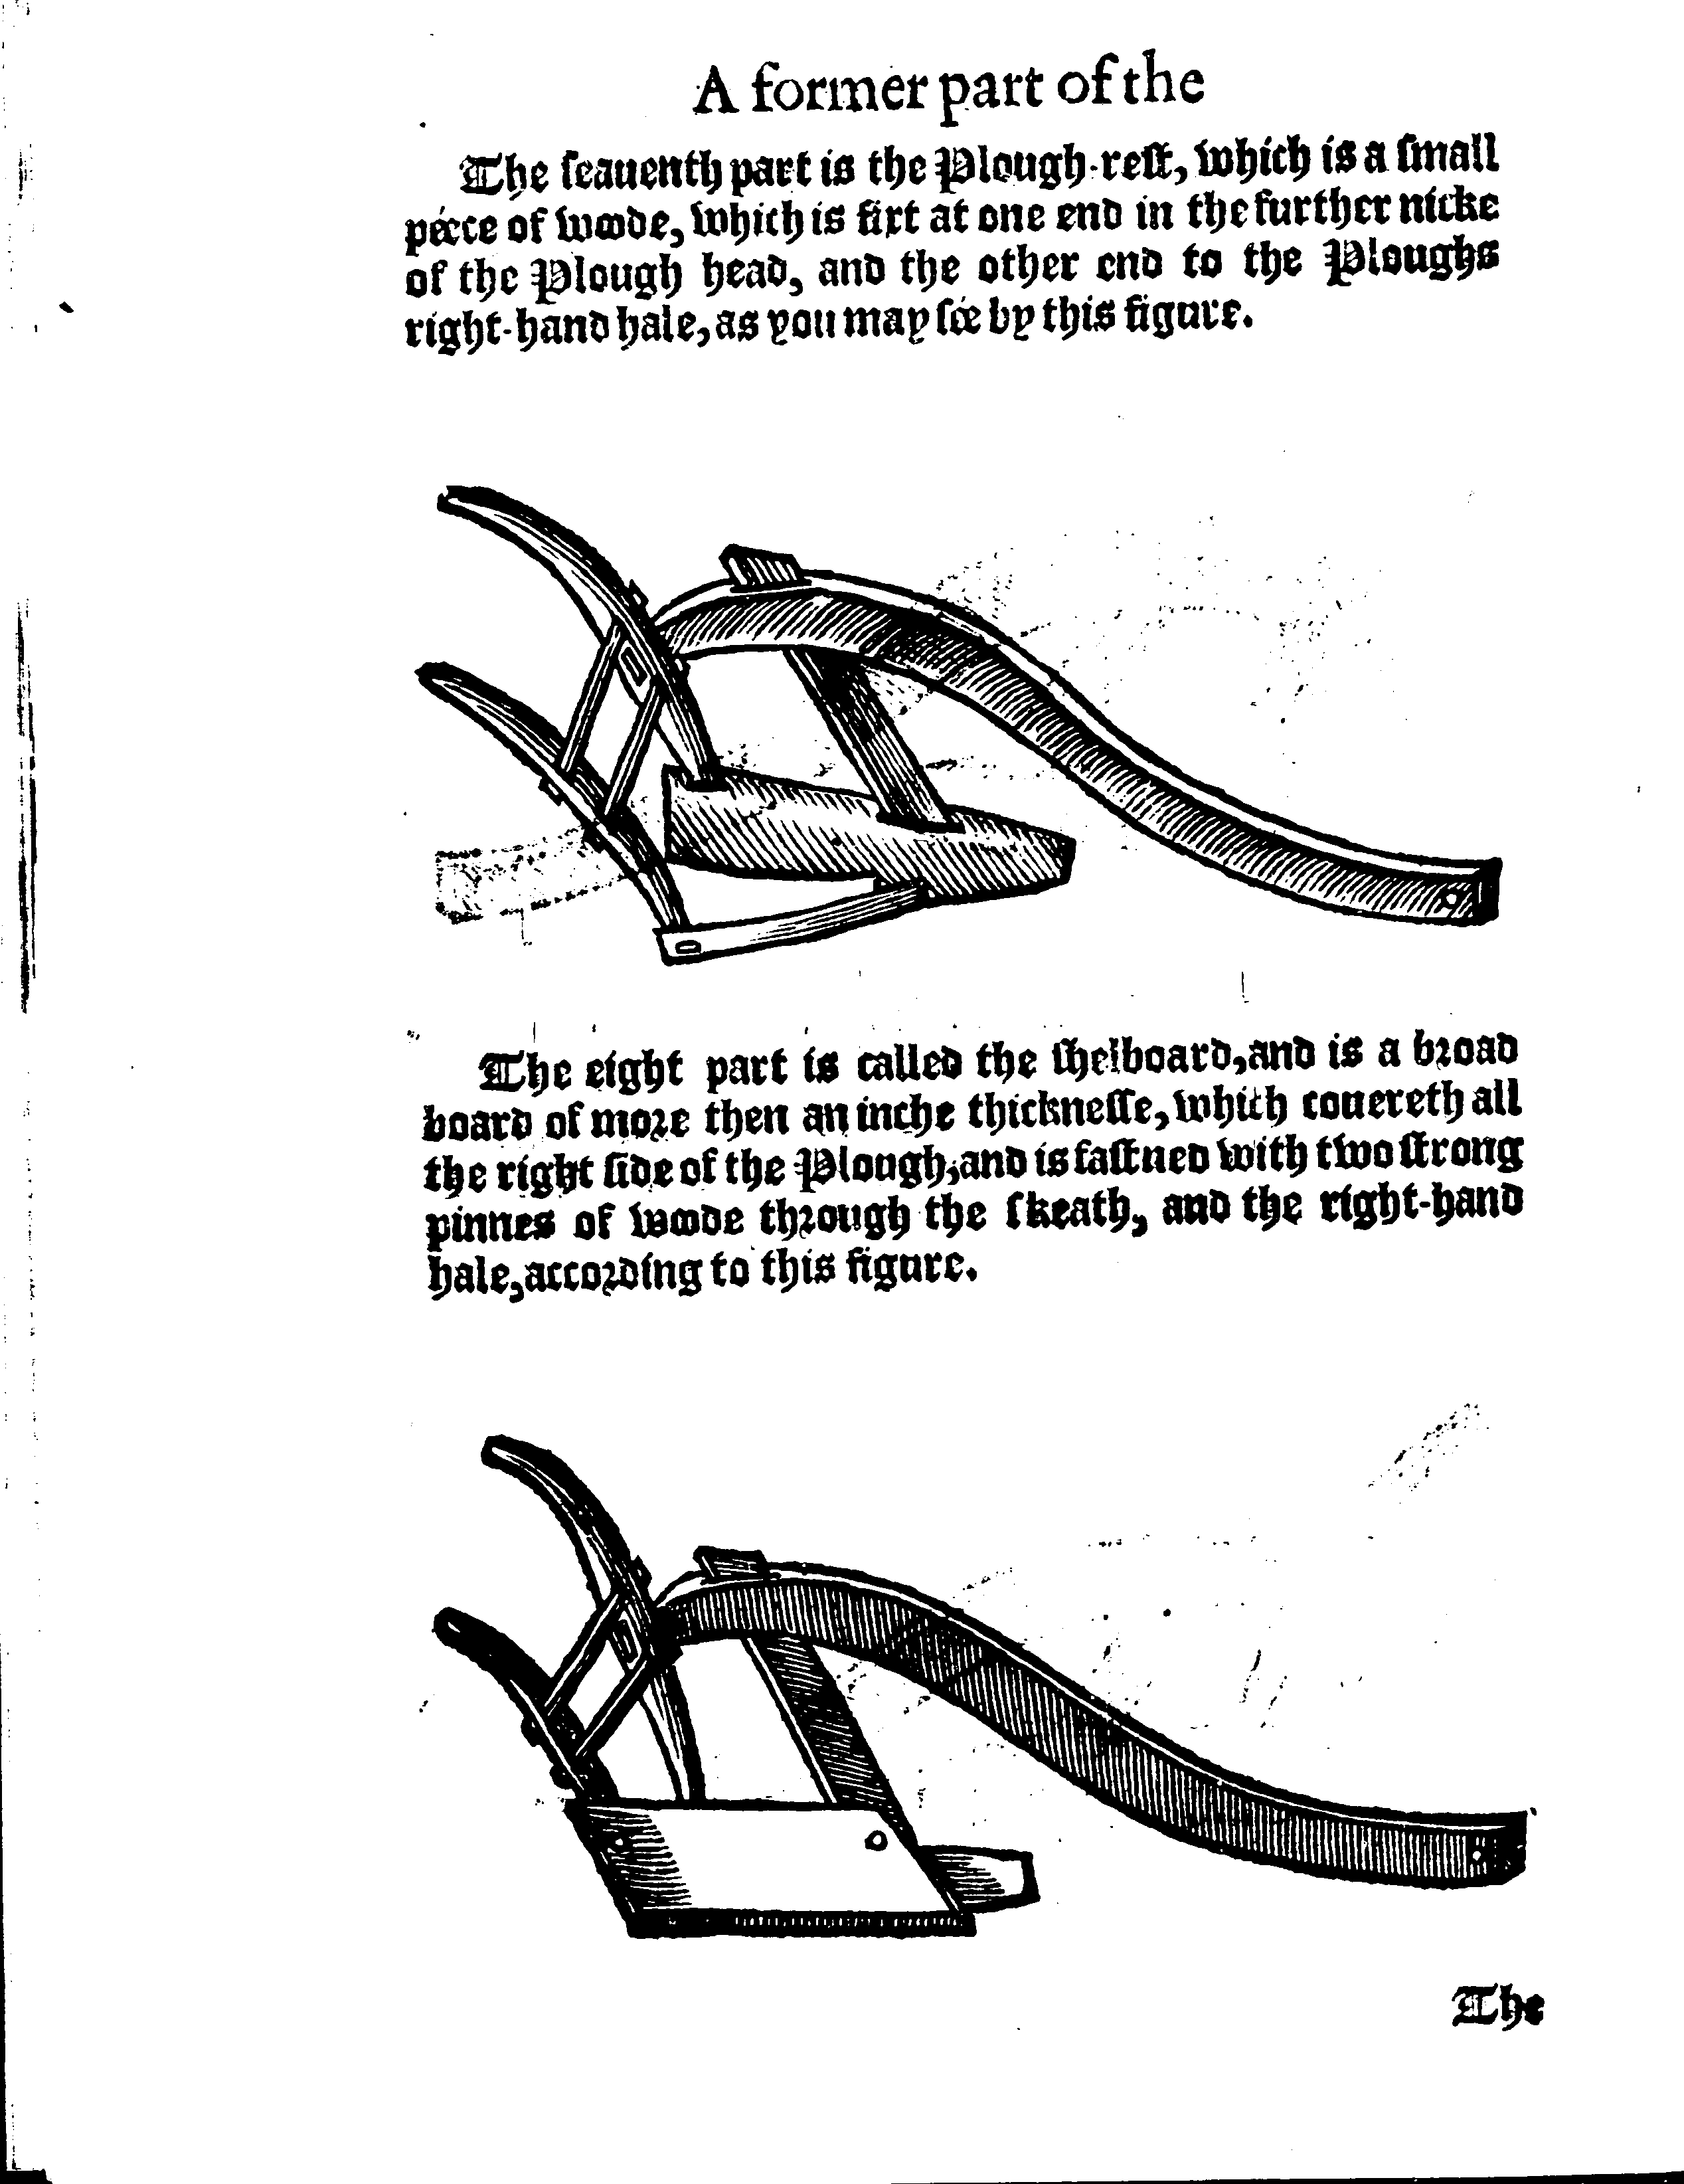 A former part of the
The ſeauenth part is the Plough-reſt, which is a ſmall
péece of woode, which is fixt at one end in the further nicke
of the Plough head, and the other end to the Ploughs
right-hand hale, as you may ſée by this figure.
The eight part is called the ſhelboard, and is a broad
board of more then an inche thickneſſe, which couereth all
the right ſide of the Plough, and is faſtned with two ſtrong
pinnes of woode through the ſkeath, and the right-hand
hale, according to this figure.
The